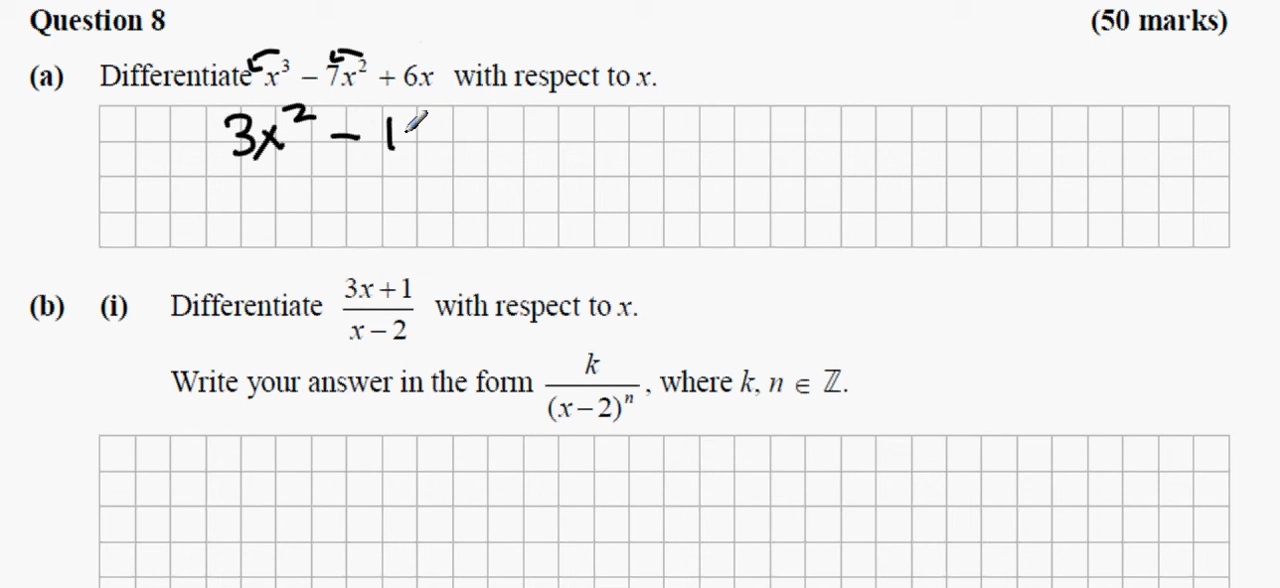 Question 8 (50 marks)
(a) Differentiate x³ − 7x² + 6x with respect to x.
3x² − 1
(b) (i) Differentiate (3x+1)/(x−2) with respect to x.
Write your answer in the form k/(x−2)ⁿ, where k, n ∈ ℤ.